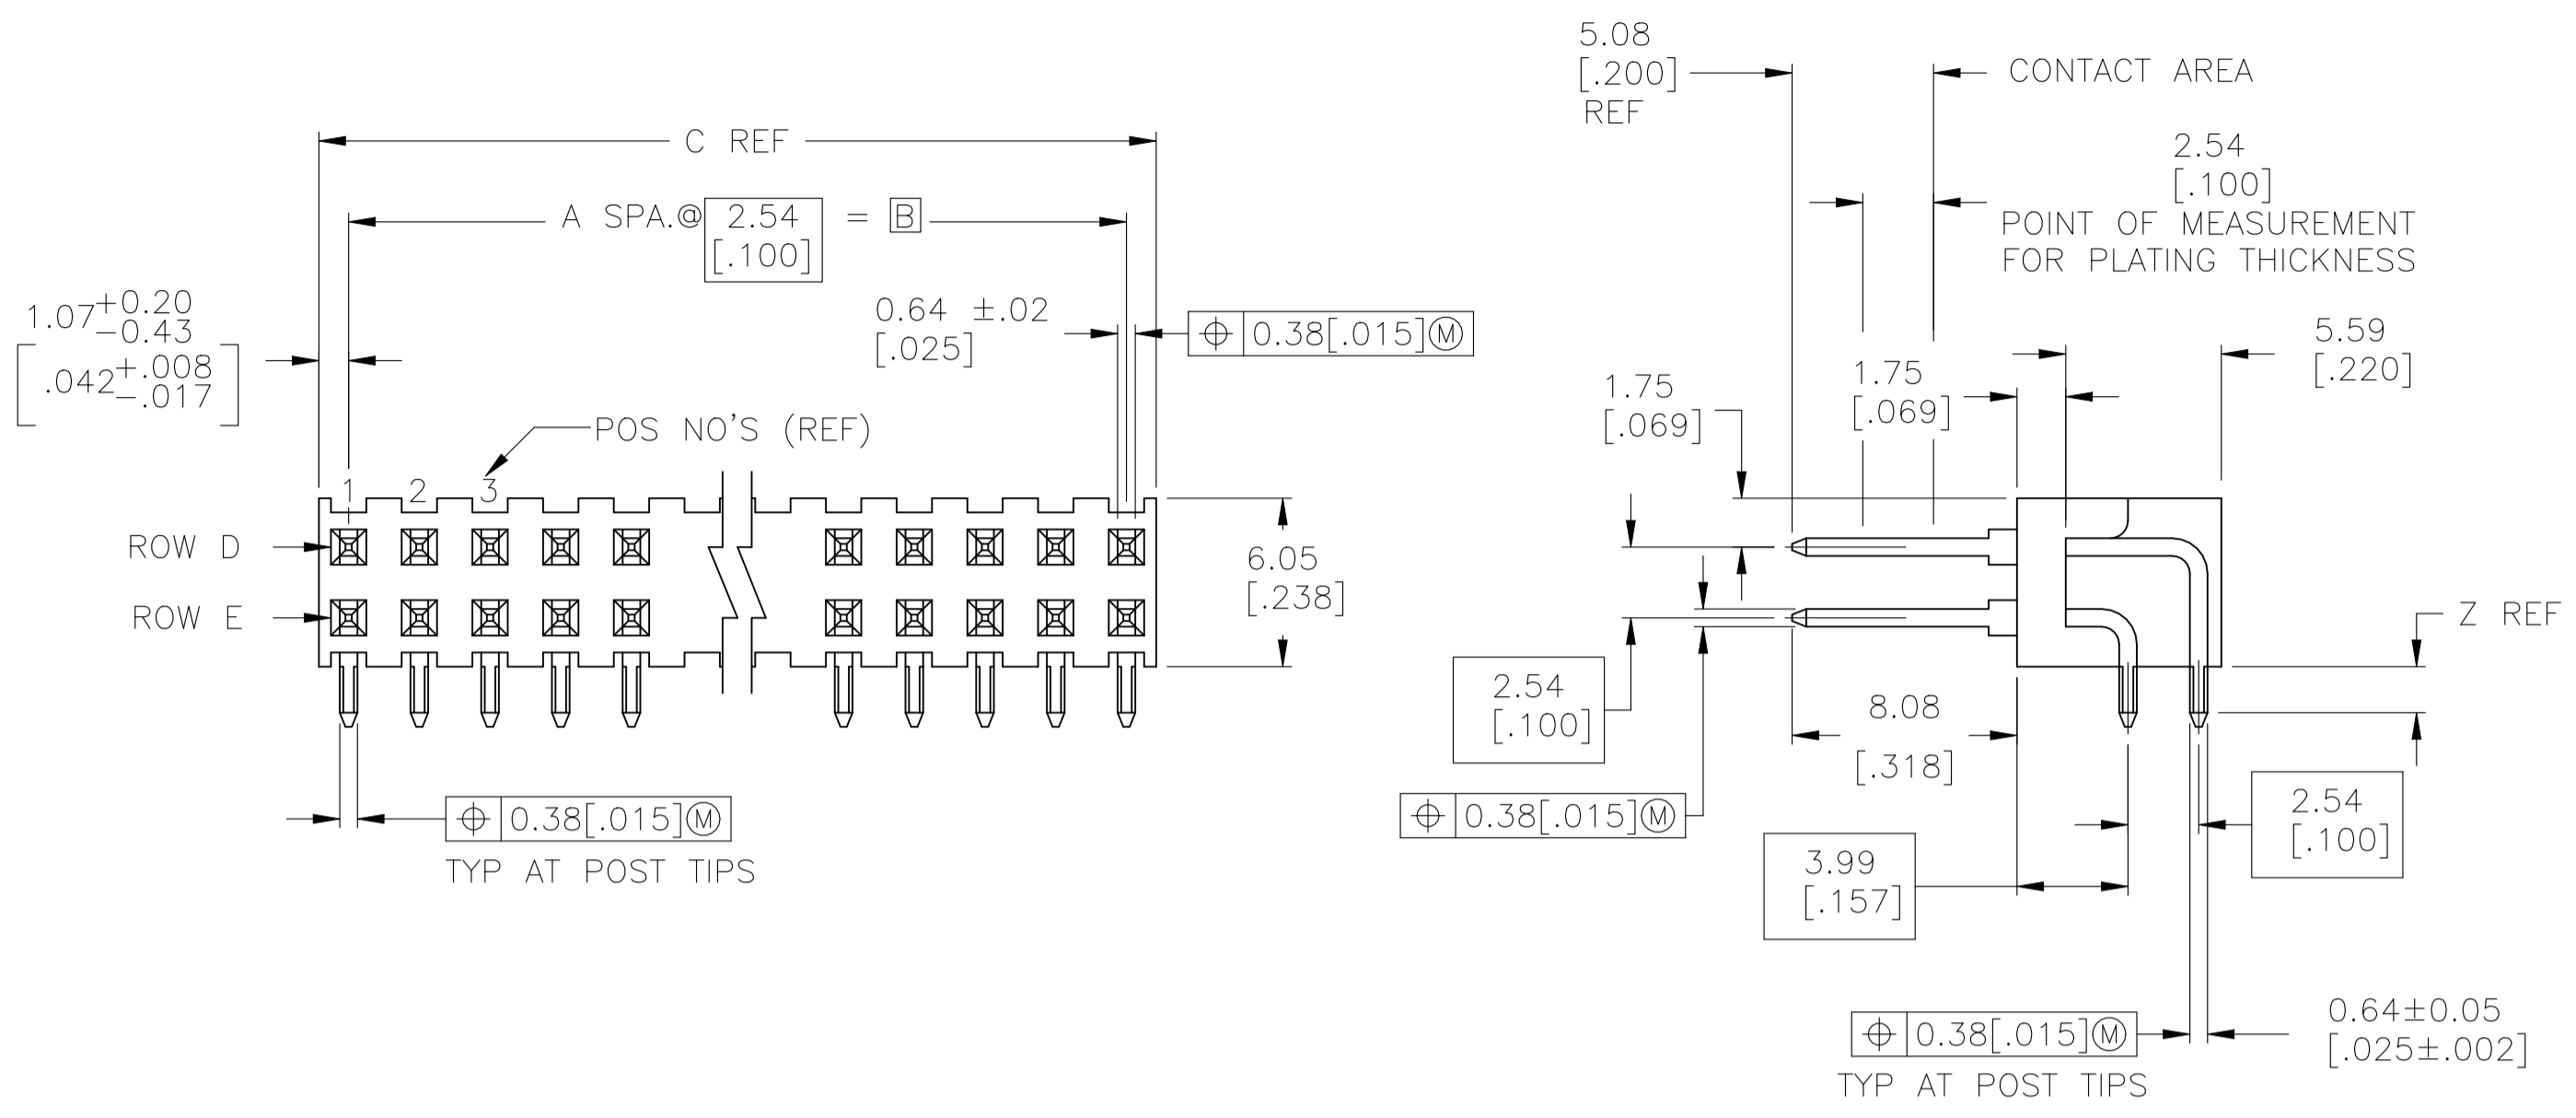 C REF
A SPA.@ 2.54 = B
[.100]
1.07 +0.20
-0.43
[.042 +.008
-.017]
0.64 ±.02
[.025]
⌖ 0.38[.015]Ⓜ
POS NO'S (REF)
1 2 3
ROW D
ROW E
6.05
[.238]
⌖ 0.38[.015]Ⓜ
TYP AT POST TIPS
5.08
[.200]
REF
CONTACT AREA
2.54
[.100]
POINT OF MEASUREMENT
FOR PLATING THICKNESS
5.59
[.220]
1.75
[.069]
1.75
[.069]
Z REF
2.54
[.100]
8.08
[.318]
⌖ 0.38[.015]Ⓜ
2.54
[.100]
3.99
[.157]
0.64±0.05
[.025±.002]
⌖ 0.38[.015]Ⓜ
TYP AT POST TIPS